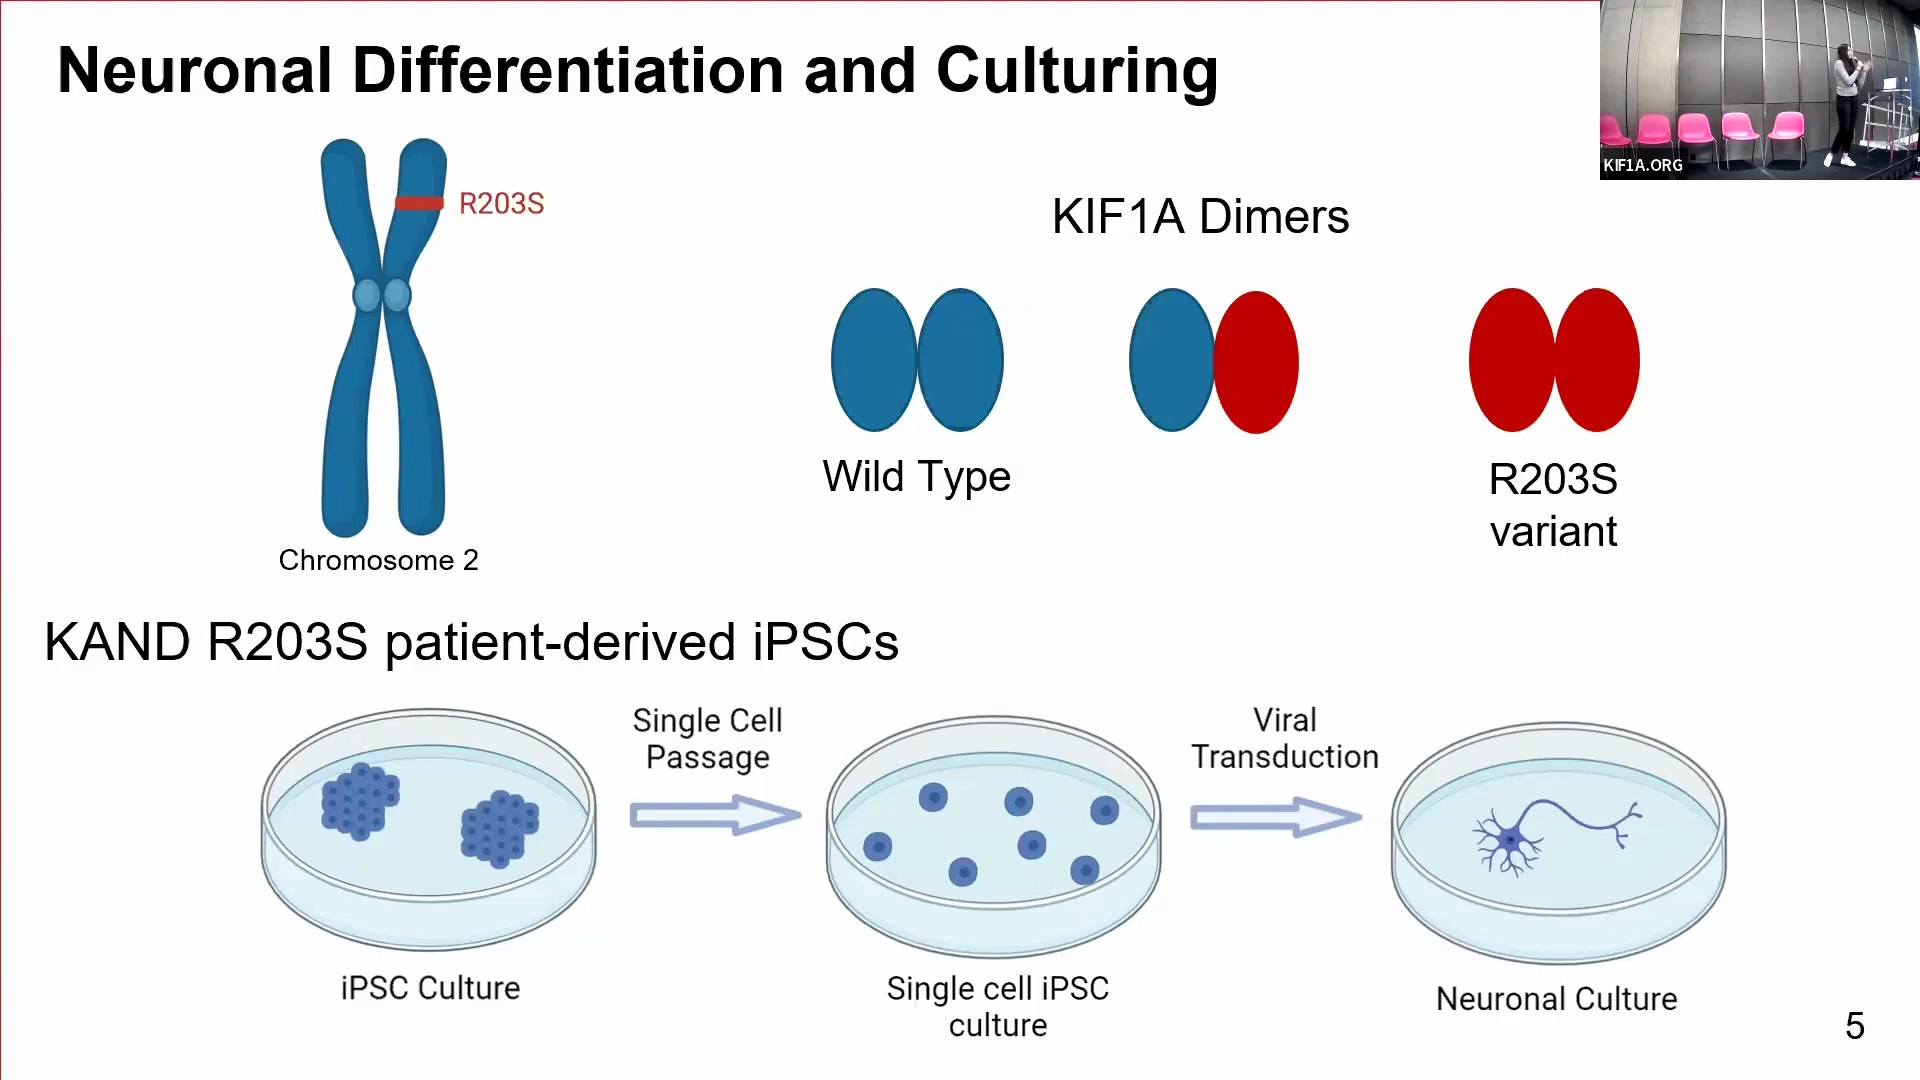 Neuronal Differentiation and Culturing
KIF1A.ORG
R203S
KIF1A Dimers
Wild Type
R203S
variant
Chromosome 2
KAND R203S patient-derived iPSCs
Single Cell
Passage
Viral
Transduction
iPSC Culture
Single cell iPSC
culture
Neuronal Culture
5